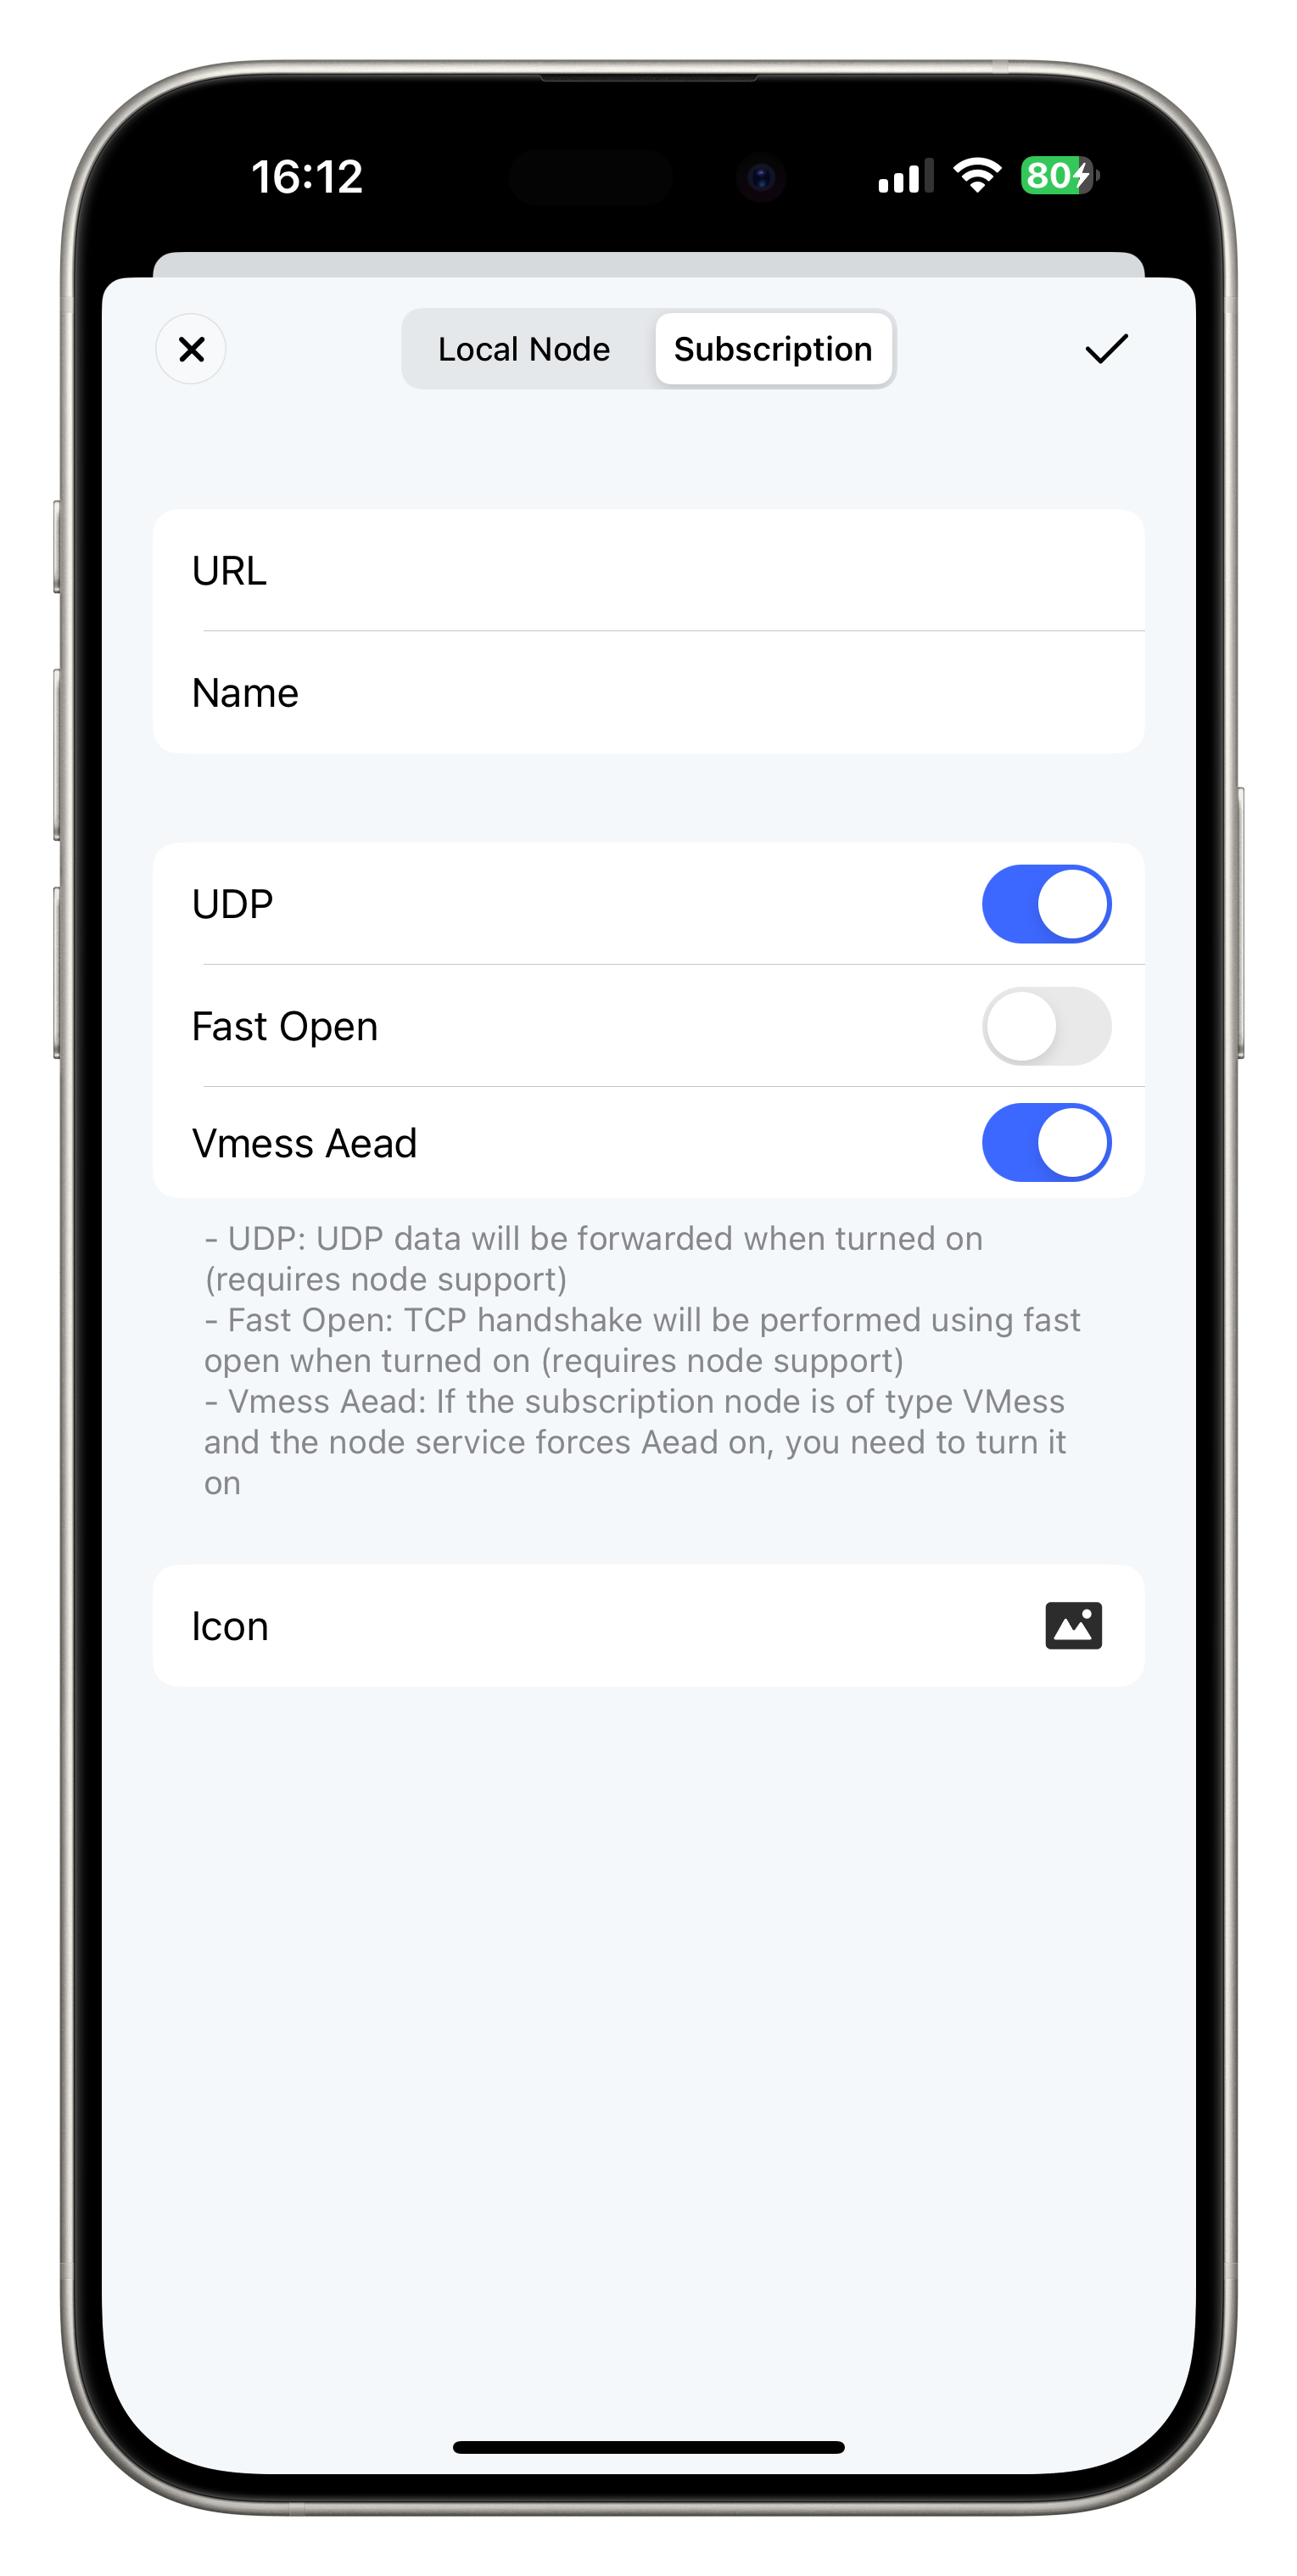 16:12
80
Local Node
Subscription
URL
Name
UDP
Fast Open
Vmess Aead
- UDP: UDP data will be forwarded when turned on
(requires node support)
- Fast Open: TCP handshake will be performed using fast
open when turned on (requires node support)
- Vmess Aead: If the subscription node is of type VMess
and the node service forces Aead on, you need to turn it
on
Icon